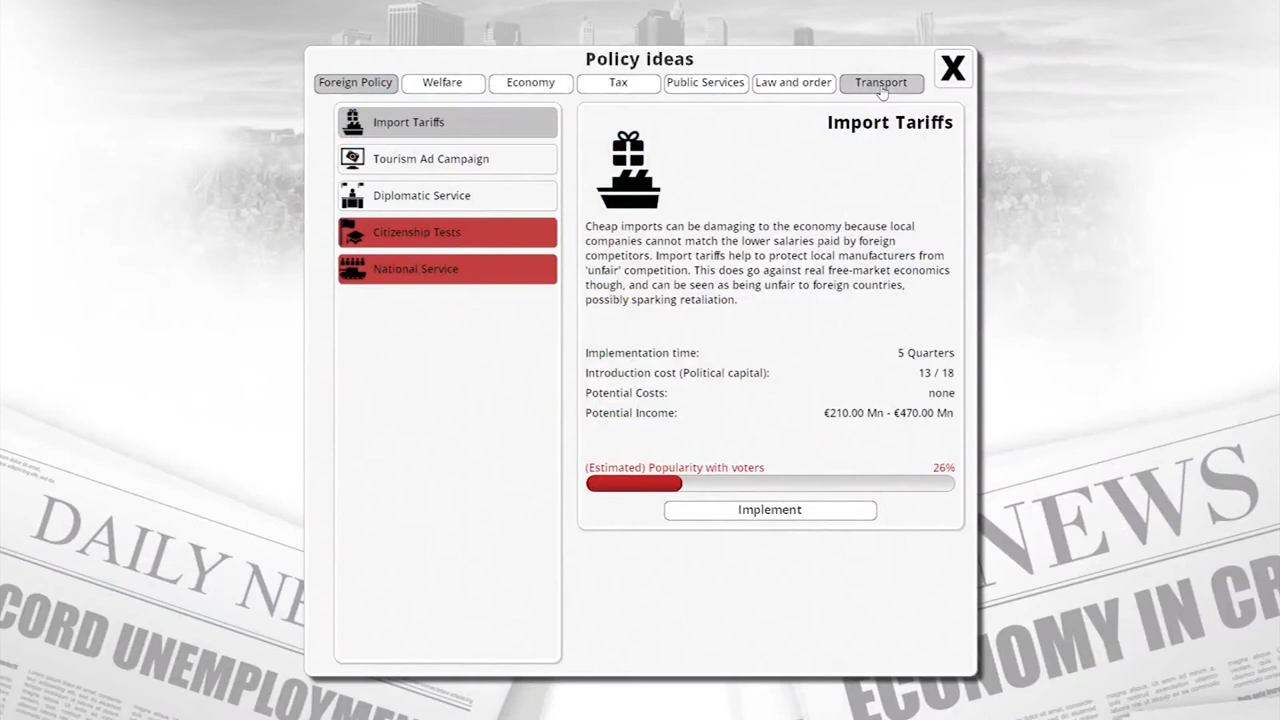 Policy ideas
X
Foreign Policy
Welfare
Economy
Tax
Public Services
Law and order
Transport
Import Tariffs
Tourism Ad Campaign
Diplomatic Service
Citizenship Tests
National Service
Import Tariffs
Cheap imports can be damaging to the economy because local
companies cannot match the lower salaries paid by foreign
competitors. Import tariffs help to protect local manufacturers from
'unfair' competition. This does go against real free-market economics
though, and can be seen as being unfair to foreign countries,
possibly sparking retaliation.
Implementation time: 5 Quarters
Introduction cost (Political capital): 13 / 18
Potential Costs: none
Potential Income: €210.00 Mn - €470.00 Mn
(Estimated) Popularity with voters 26%
Implement
DAILY NE
CORD UNEMPLOYMEN
NEWS
ECONOMY IN CR